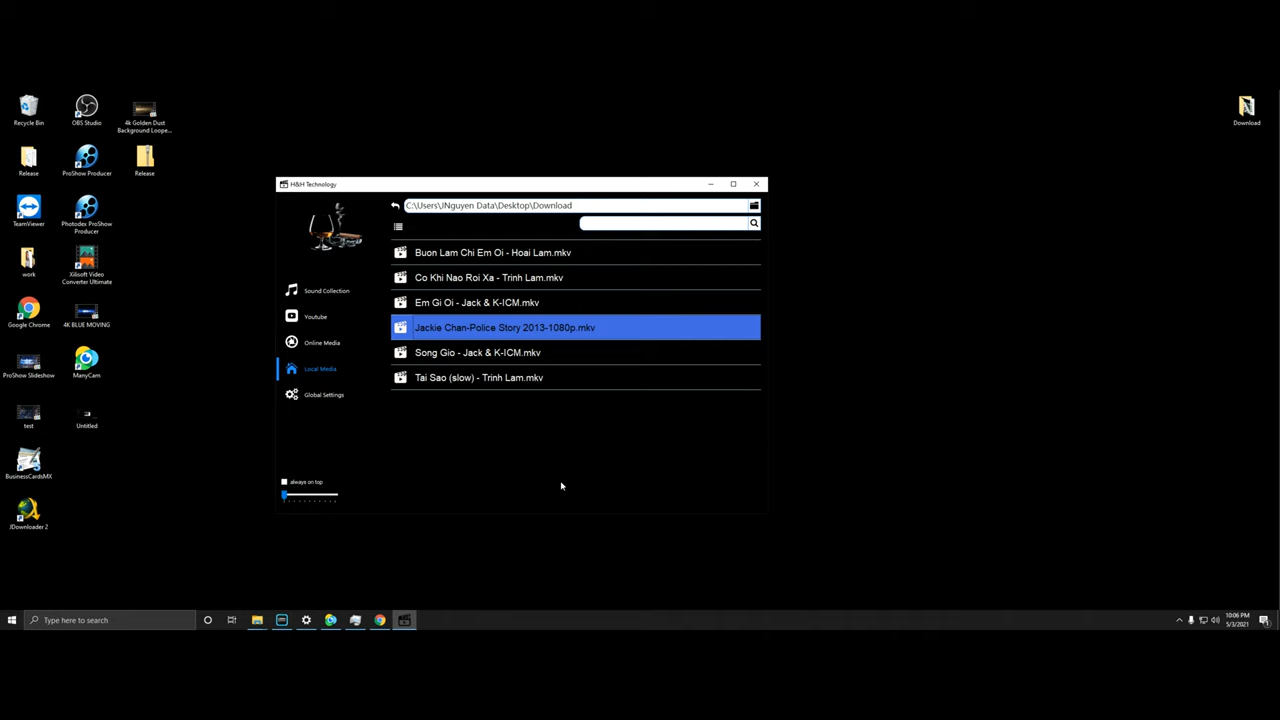 Recycle Bin
OBS Studio
4k Golden Dust
Background Loope...
Download
Release
ProShow Producer
Release
TeamViewer
Photodex ProShow
Producer
work
Xilisoft Video
Converter Ultimate
Google Chrome
4K BLUE MOVING
ProShow Slideshow
ManyCam
test
Untitled
BusinessCardsMX
JDownloader 2
H&H Technology
C:\Users\JNguyen Data\Desktop\Download
Sound Collection
Youtube
Online Media
Local Media
Global Settings
always on top
Buon Lam Chi Em Oi - Hoai Lam.mkv
Co Khi Nao Roi Xa - Trinh Lam.mkv
Em Gi Oi - Jack & K-ICM.mkv
Jackie Chan-Police Story 2013-1080p.mkv
Song Gio - Jack & K-ICM.mkv
Tai Sao (slow) - Trinh Lam.mkv
Type here to search
10:06 PM
5/3/2021